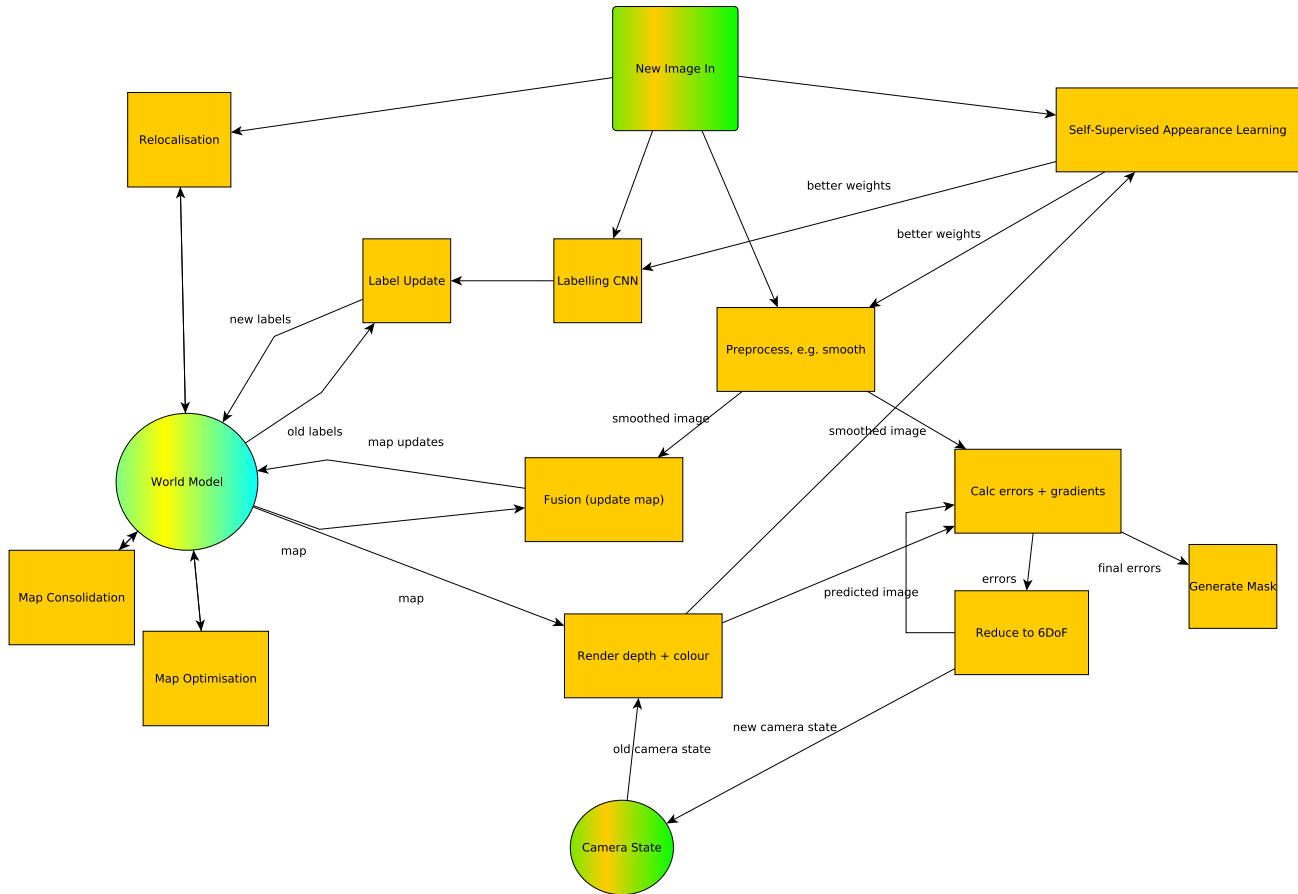 New Image In
Self-Supervised Appearance Learning
Relocalisation
better weights
better weights
Label Update
Labelling CNN
new labels
Preprocess, e.g. smooth
smoothed image
smoothed image
old labels
map updates
World Model
Fusion (update map)
Calc errors + gradients
map
final errors
errors
Generate Mask
predicted image
Map Consolidation
map
Reduce to 6DoF
Render depth + colour
Map Optimisation
new camera state
old camera state
Camera State